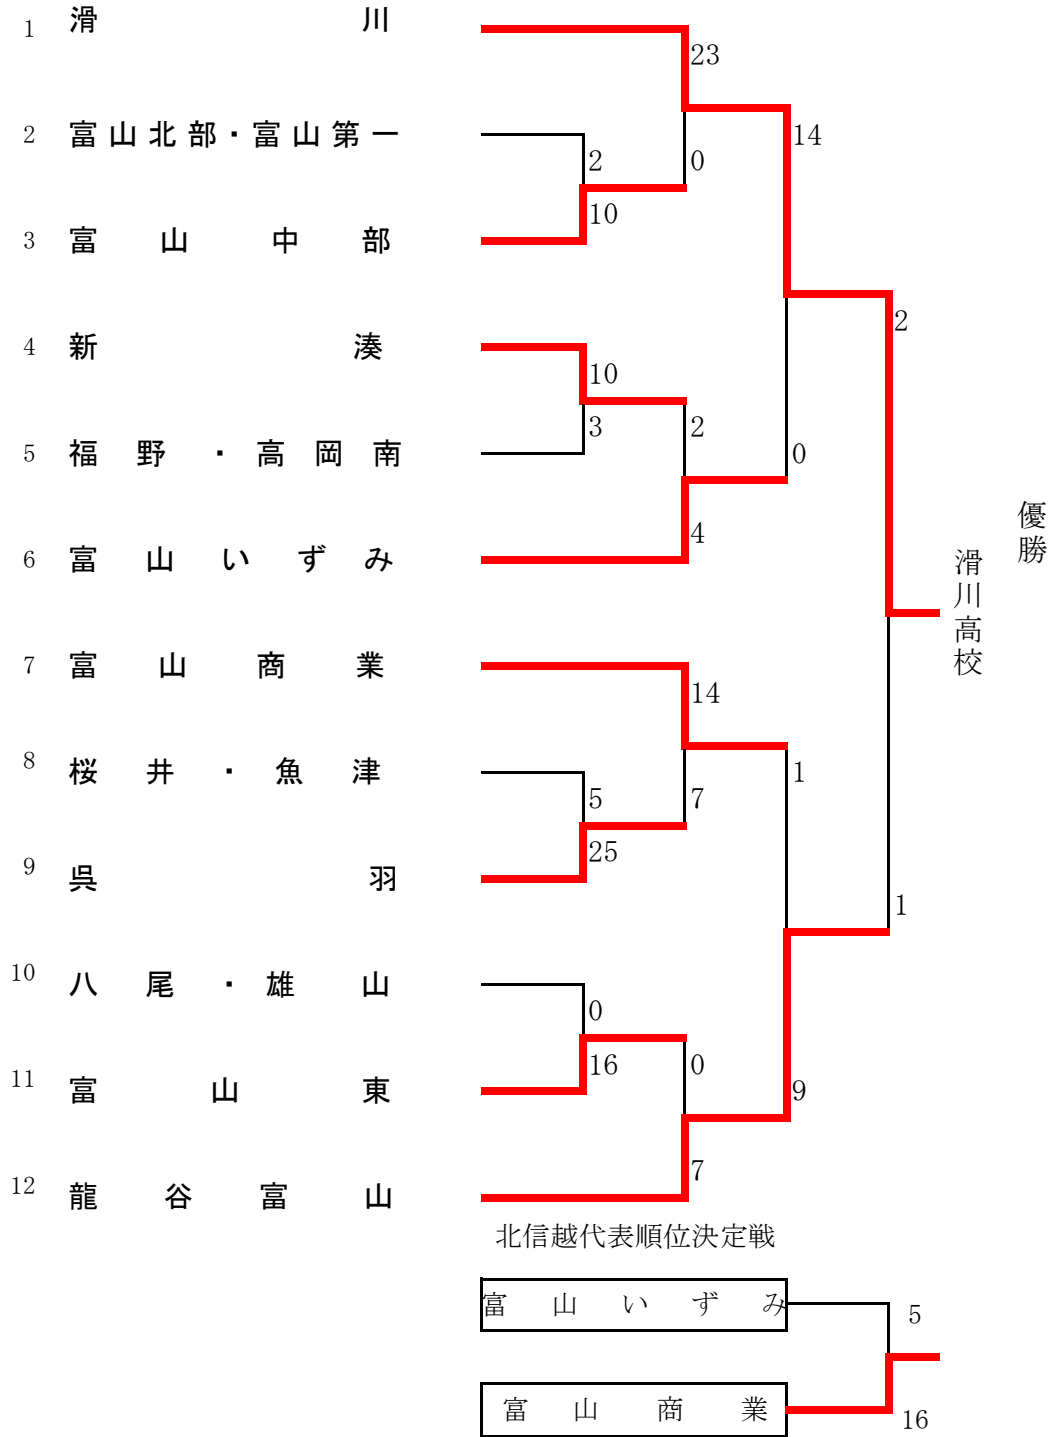 1 滑川
23
2 富山北部・富山第一
14
2
0
10
3 富山中部
2
4 新湊
10
3
2
5 福野・高岡南
0
優勝
4
6 富山いずみ
滑川高校
7 富山商業
14
8 桜井・魚津
1
5
7
9 呉羽
25
1
10 八尾・雄山
0
16
0
11 富山東
9
7
12 龍谷富山
北信越代表順位決定戦
富山いずみ
5
富山商業
16